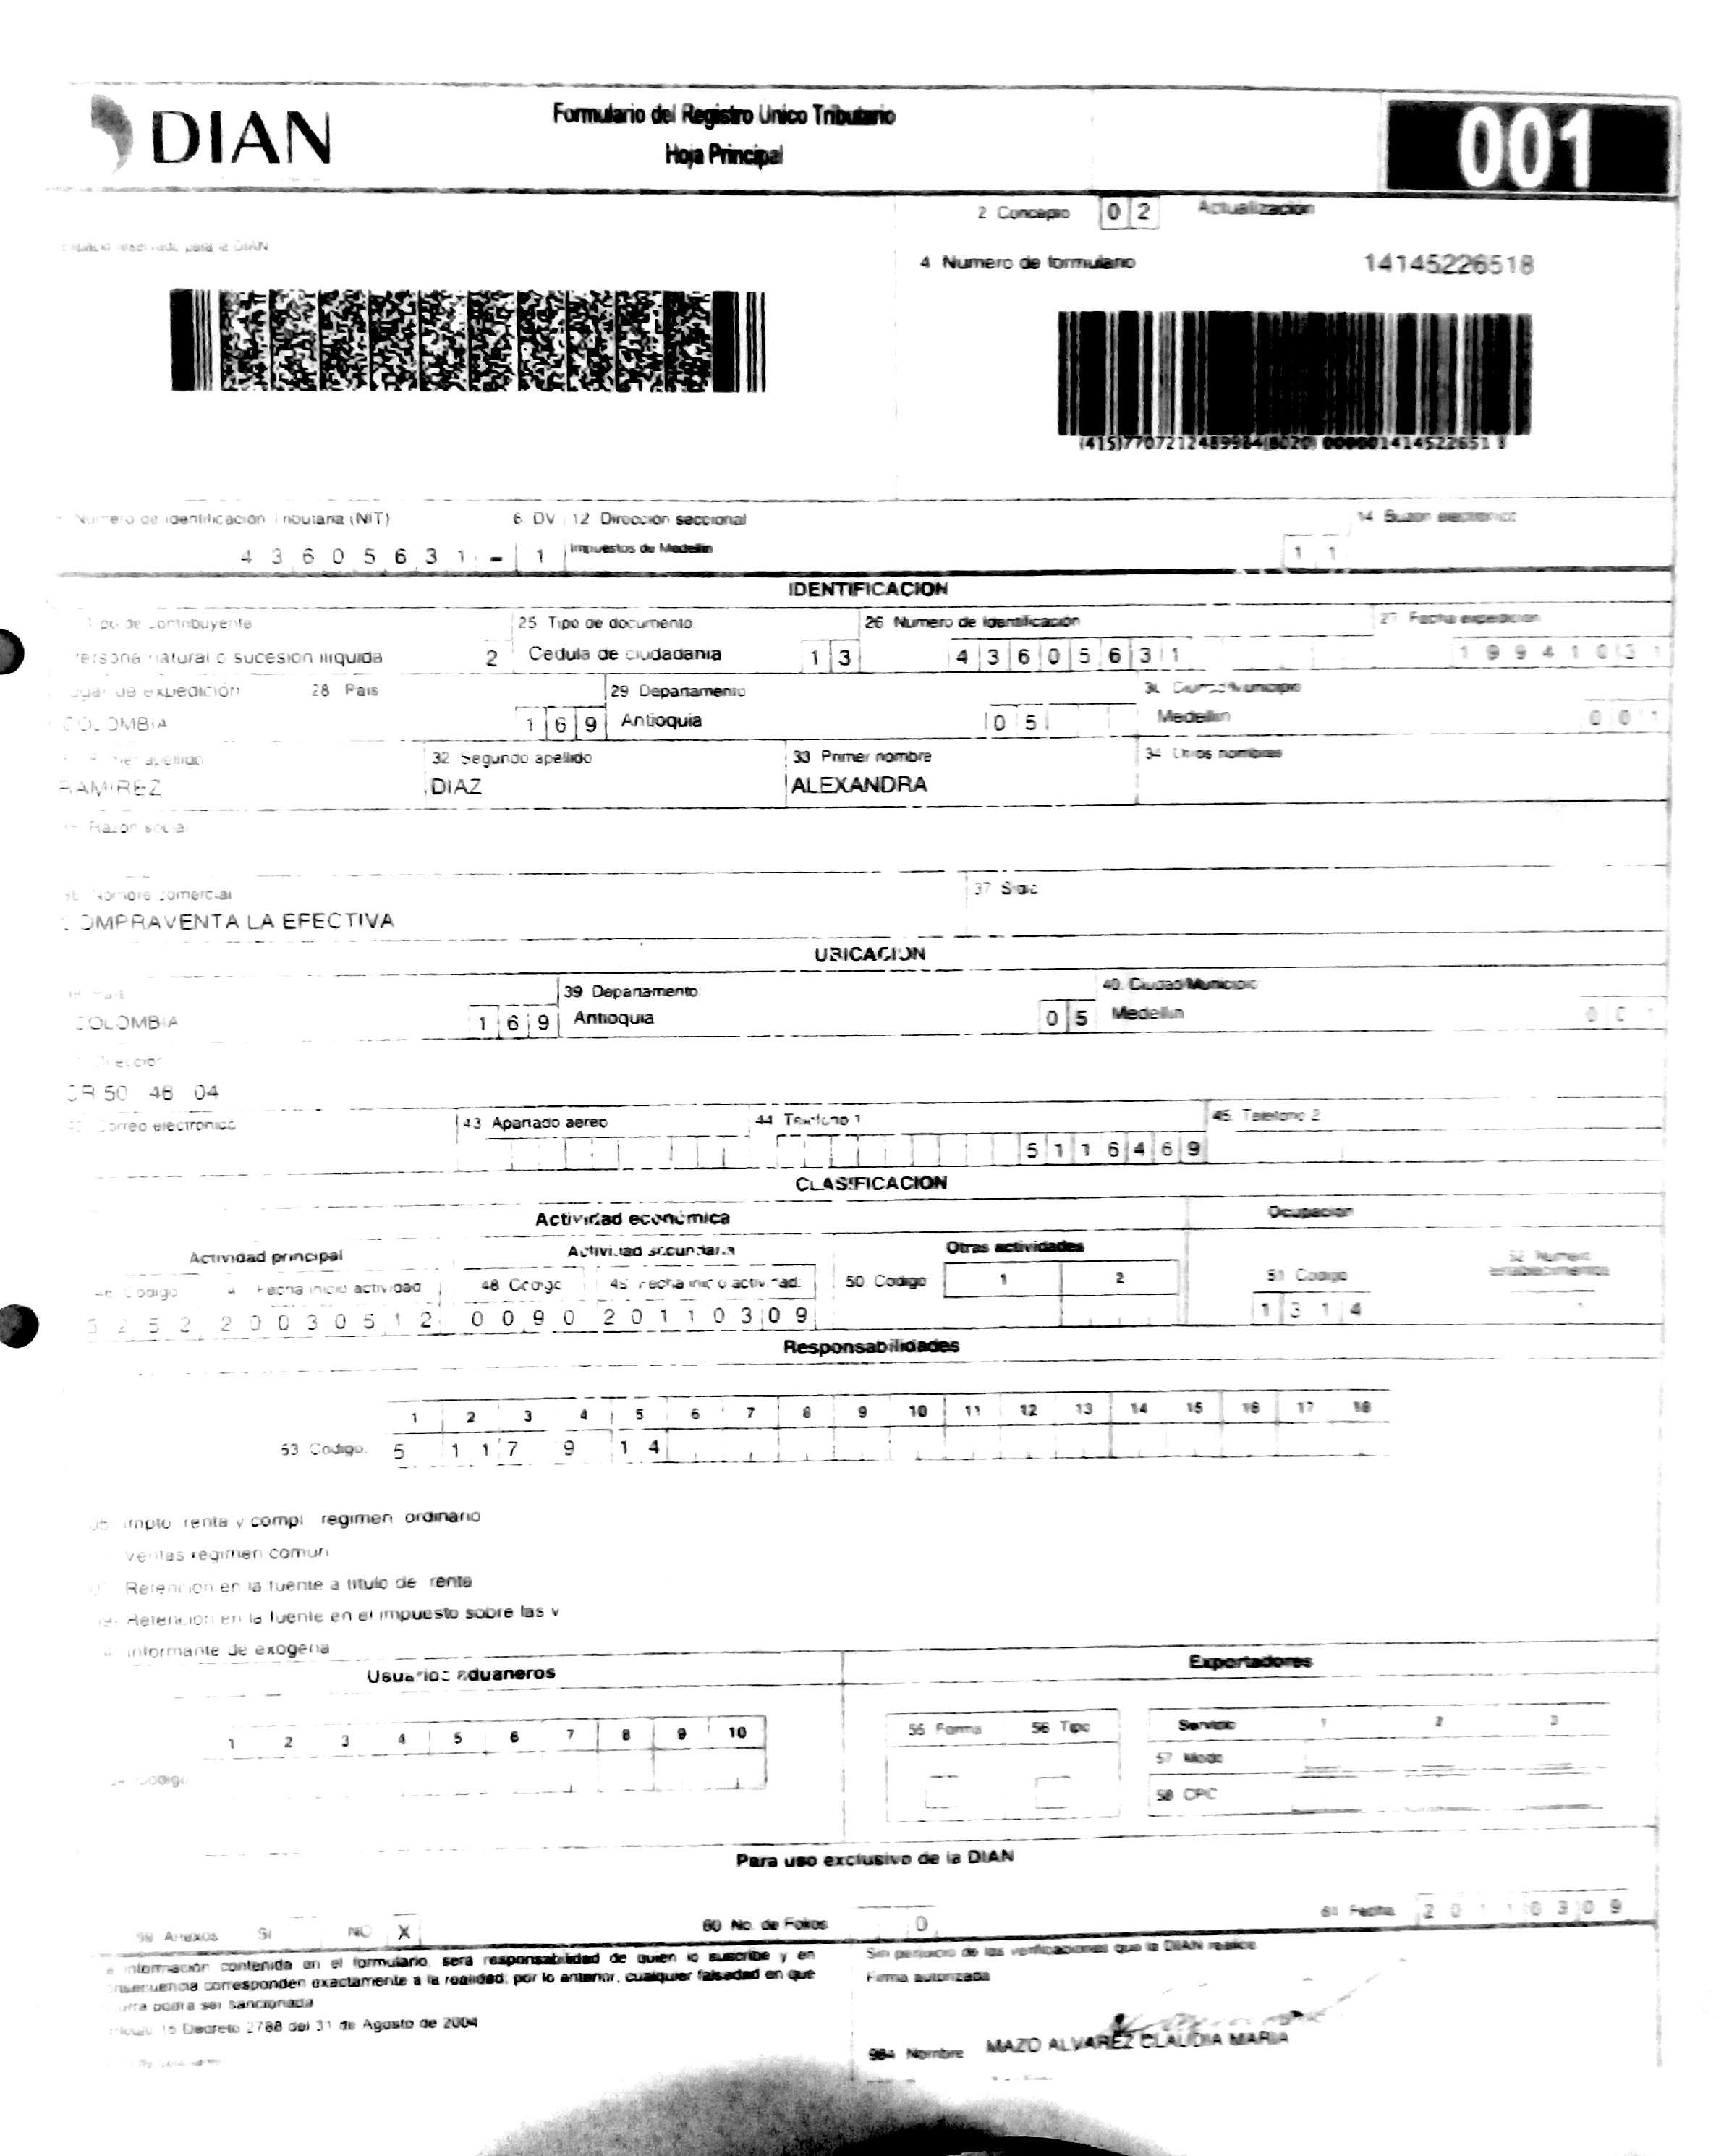 DIAN
Formulario del Registro Unico Tributario
Hoja Principal
001
2 Concepto 0 2 Actualización
Espacio reservado para la DIAN
4 Numero de formulario 14145226518
(415)7707212489984(8020) 0000014145226518
Número de Identificación Tributaria (NIT) 6 DV 12 Dirección seccional 14 Buzon electronico
4 3 6 0 5 6 3 1 - 1 Impuestos de Medellin 1 1
IDENTIFICACION
Tipo de contribuyente 25 Tipo de documento 26 Numero de Identificación 27 Fecha expedición
Persona natural o sucesion iliquida 2 Cedula de ciudadania 1 3 4 3 6 0 5 6 3 1 1 9 9 4 1 0 3 1
Lugar de expedición 28 Pais 29 Departamento 30 Ciudad/Municipio
COLOMBIA 1 6 9 Antioquia 0 5 Medellin 0 0 1
Primer apellido 32 Segundo apellido 33 Primer nombre 34 Otros nombres
RAMIREZ DIAZ ALEXANDRA
Razón social
36 Nombre comercial 37 Sigla
COMPRAVENTA LA EFECTIVA
UBICACION
Pais 39 Departamento 40. Ciudad/Municipio
COLOMBIA 1 6 9 Antioquia 0 5 Medellin 0 0 1
Dirección
CR 50 48 04
Correo electronico 43 Apartado aereo 44 Telefono 1 45. Telefono 2
5 1 1 6 4 6 9
CLASIFICACION
Actividad económica Ocupación
Actividad principal Actividad secundaria Otras actividades 52 Numero establecimientos
46 Codigo 4 Fecha inicio actividad 48 Codigo 49 Fecha inicio actividad: 50 Codigo 1 2 51 Codigo
5 2 5 2 2 0 0 3 0 5 1 2 0 0 9 0 2 0 1 1 0 3 0 9 1 3 1 4 1
Responsabilidades
1 2 3 4 5 6 7 8 9 10 11 12 13 14 15 16 17 18
53 Codigo: 5 1 1 7 9 1 4
05 Impto renta y compl regimen ordinario
Ventas regimen comun
Retención en la fuente a titulo de renta
09- Retención en la fuente en el impuesto sobre las v
Informante de exogena
Usuarios aduaneros Exportadores
1 2 3 4 5 6 7 8 9 10 55 Forma 56 Tipo Servicio 1 2 3
57 Modo
54 Codigo 58 CPC
Para uso exclusivo de la DIAN
59 Anexos SI NO X 60 No. de Folios 0 61 Fecha 2 0 1 1 0 3 0 9
La información contenida en el formulario, será responsabilidad de quien lo suscribe y en
consecuencia corresponden exactamente a la realidad; por lo anterior, cualquier falsedad en que
incurra podrá ser sancionada
Artículo 15 Decreto 2788 del 31 de Agosto de 2004
Sin perjuicio de las verificaciones que la DIAN realice
Firma autorizada
984 Nombre MAZO ALVAREZ CLAUDIA MARIA